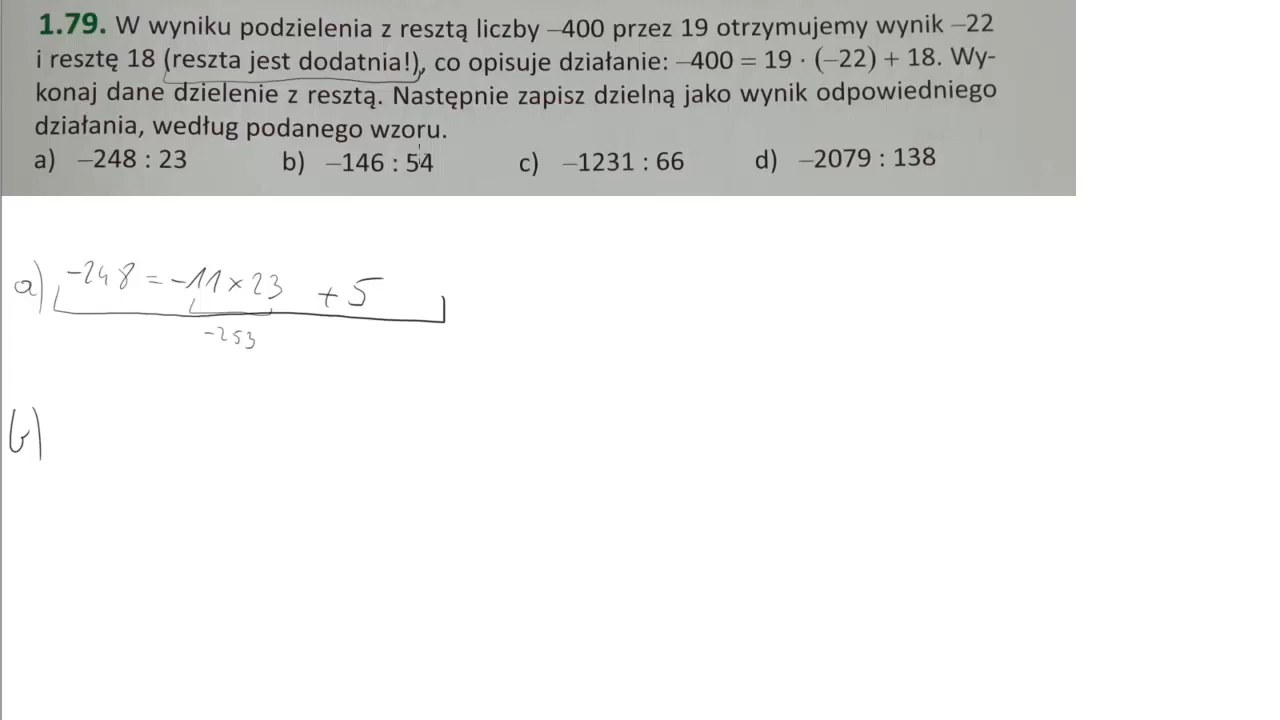 1.79. W wyniku podzielenia z resztą liczby –400 przez 19 otrzymujemy wynik –22
i resztę 18 (reszta jest dodatnia!), co opisuje działanie: –400 = 19 · (–22) + 18. Wy-
konaj dane dzielenie z resztą. Następnie zapisz dzielną jako wynik odpowiedniego
działania, według podanego wzoru.
a) –248 : 23 b) –146 : 54 c) –1231 : 66 d) –2079 : 138
a) -248 = -11 × 23 + 5
-253
b)